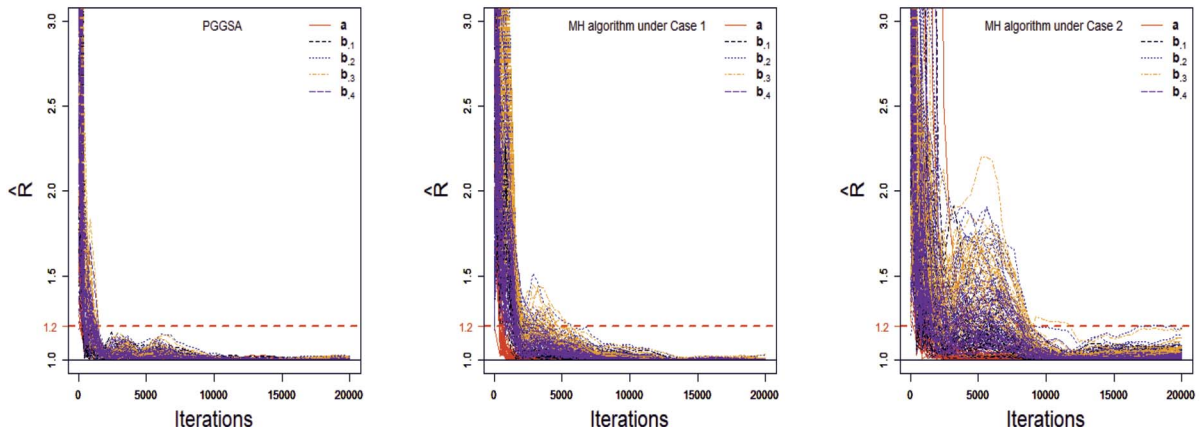 PGGSA
a
b.1
b.2
b.3
b.4
3.0
2.5
2.0
1.5
1.2
1.0
R̂
0
5000
10000
15000
20000
Iterations
MH algorithm under Case 1
a
b.1
b.2
b.3
b.4
3.0
2.5
2.0
1.5
1.2
1.0
R̂
0
5000
10000
15000
20000
Iterations
MH algorithm under Case 2
a
b.1
b.2
b.3
b.4
3.0
2.5
2.0
1.5
1.2
1.0
R̂
0
5000
10000
15000
20000
Iterations